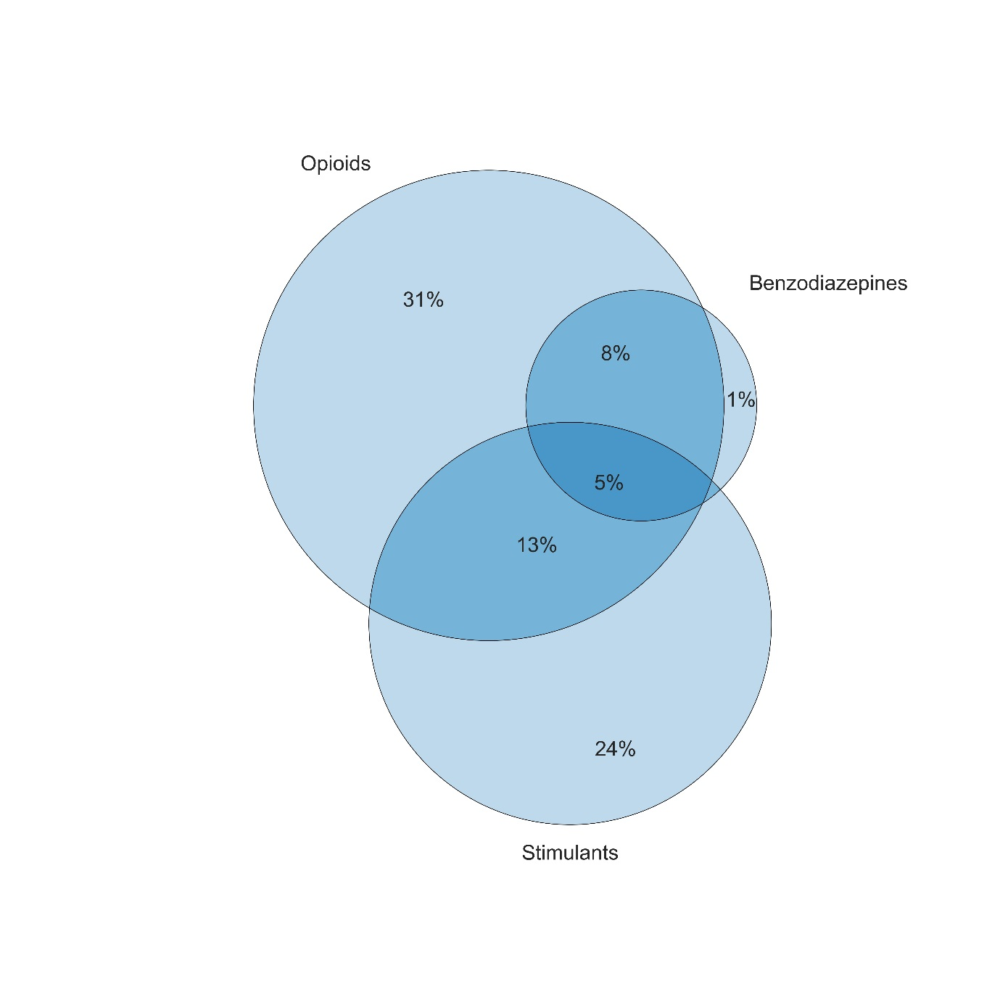 Opioids
Benzodiazepines
31%
8%
1%
5%
13%
24%
Stimulants